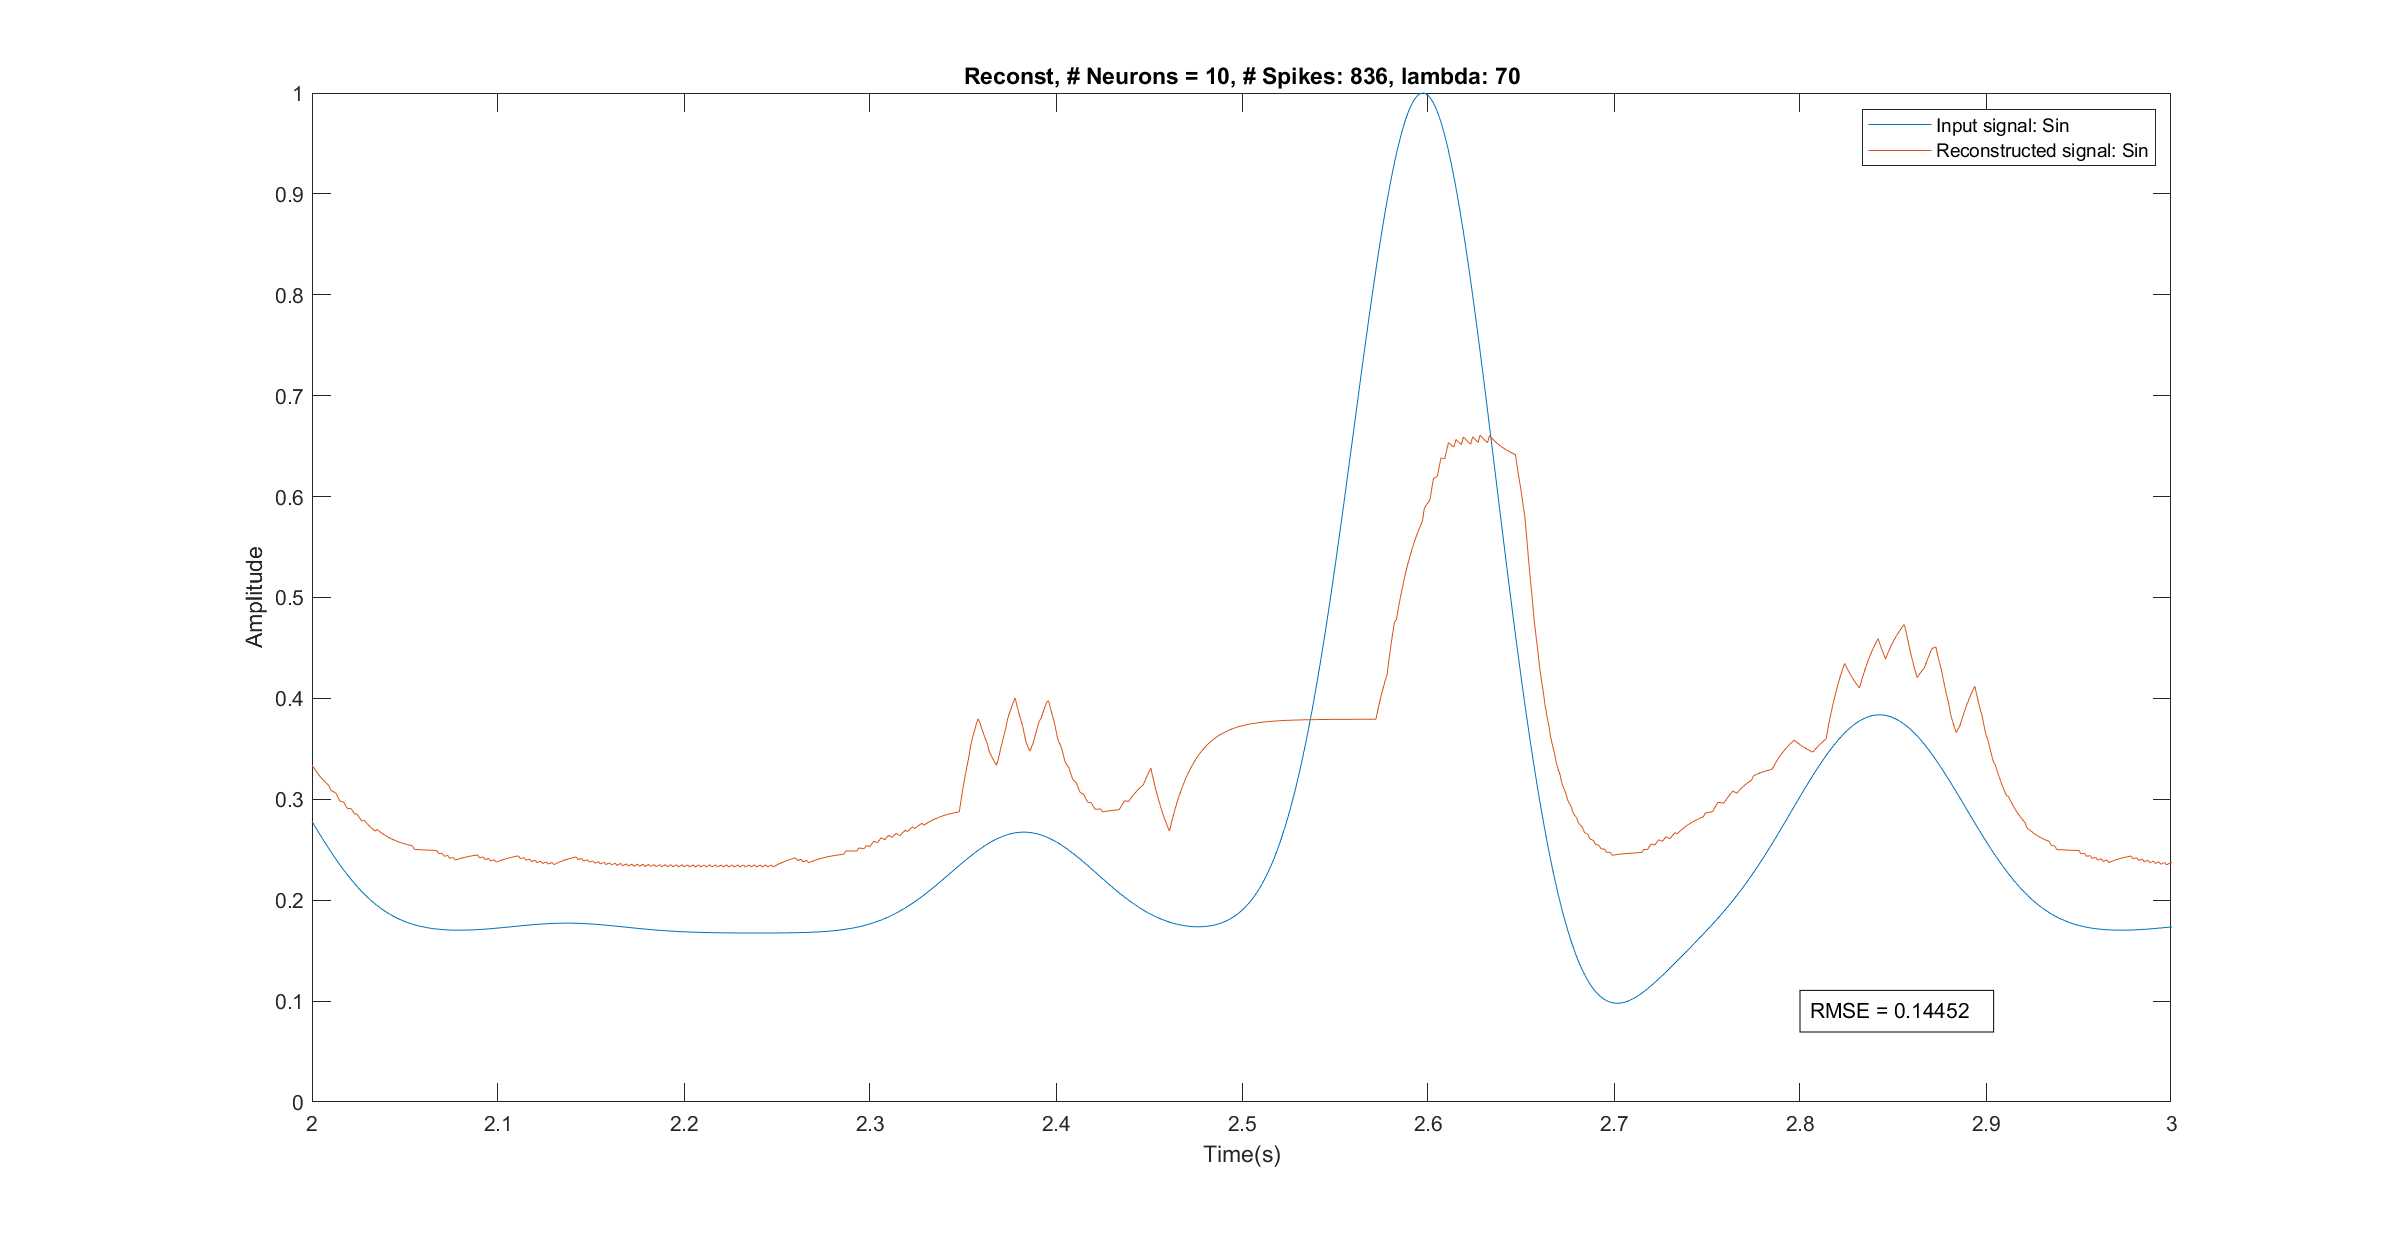 Reconst, # Neurons = 10, # Spikes: 836, lambda: 70
Input signal: Sin
Reconstructed signal: Sin
1
0.9
0.8
0.7
0.6
0.5
0.4
0.3
0.2
0.1
0
Amplitude
RMSE = 0.14452
2 2.1 2.2 2.3 2.4 2.5 2.6 2.7 2.8 2.9 3
Time(s)